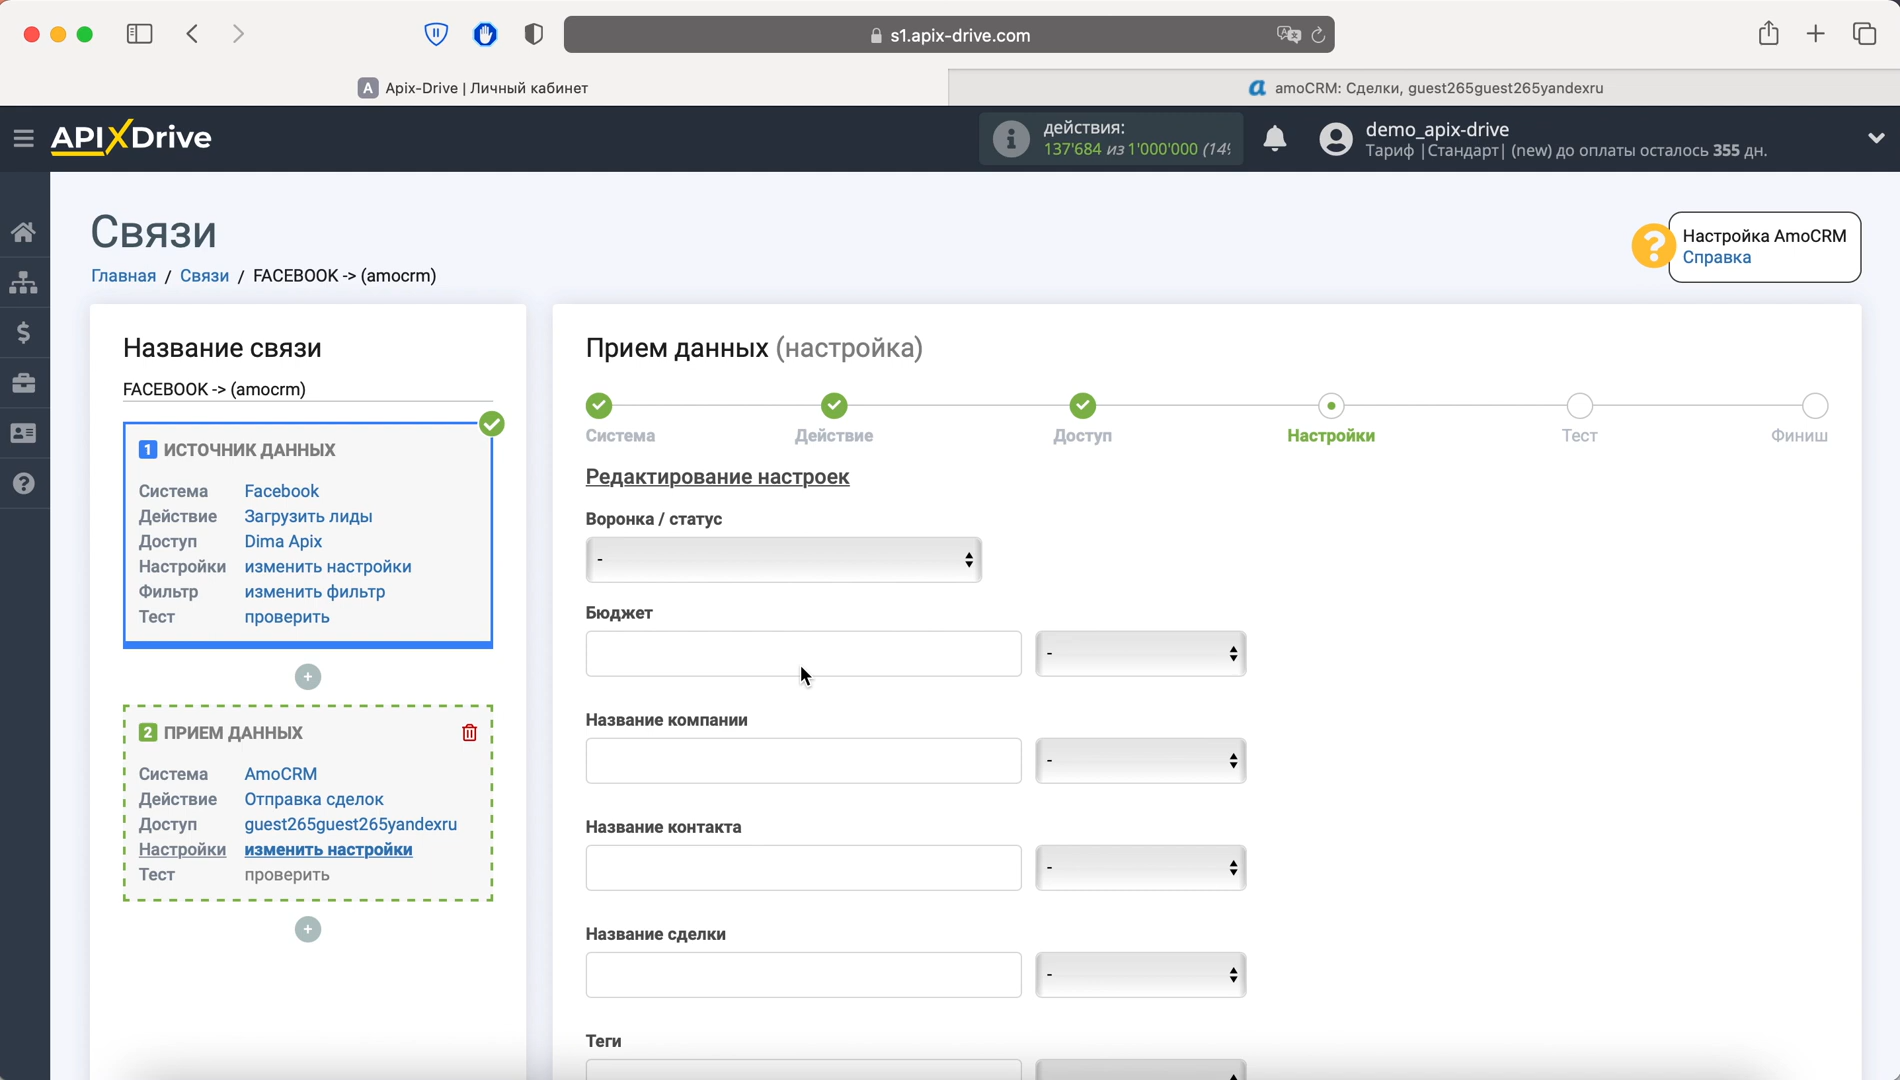 s1.apix-drive.com
A Apix-Drive | Личный кабинет
amoCRM: Сделки, guest265guest265yandexru
APIXDrive
действия:
137'684 из 1'000'000 (14%
demo_apix-drive
Тариф |Стандарт| (new) до оплаты осталось 355 дн.
Связи
Главная / Связи / FACEBOOK -> (amocrm)
Настройка AmoCRM
Справка
Название связи
FACEBOOK -> (amocrm)
1 ИСТОЧНИК ДАННЫХ
Система Facebook
Действие Загрузить лиды
Доступ Dima Apix
Настройки изменить настройки
Фильтр изменить фильтр
Тест проверить
2 ПРИЕМ ДАННЫХ
Система AmoCRM
Действие Отправка сделок
Доступ guest265guest265yandexru
Настройки изменить настройки
Тест проверить
Прием данных (настройка)
Система Действие Доступ Настройки Тест Финиш
Редактирование настроек
Воронка / статус
-
Бюджет
-
Название компании
-
Название контакта
-
Название сделки
-
Теги